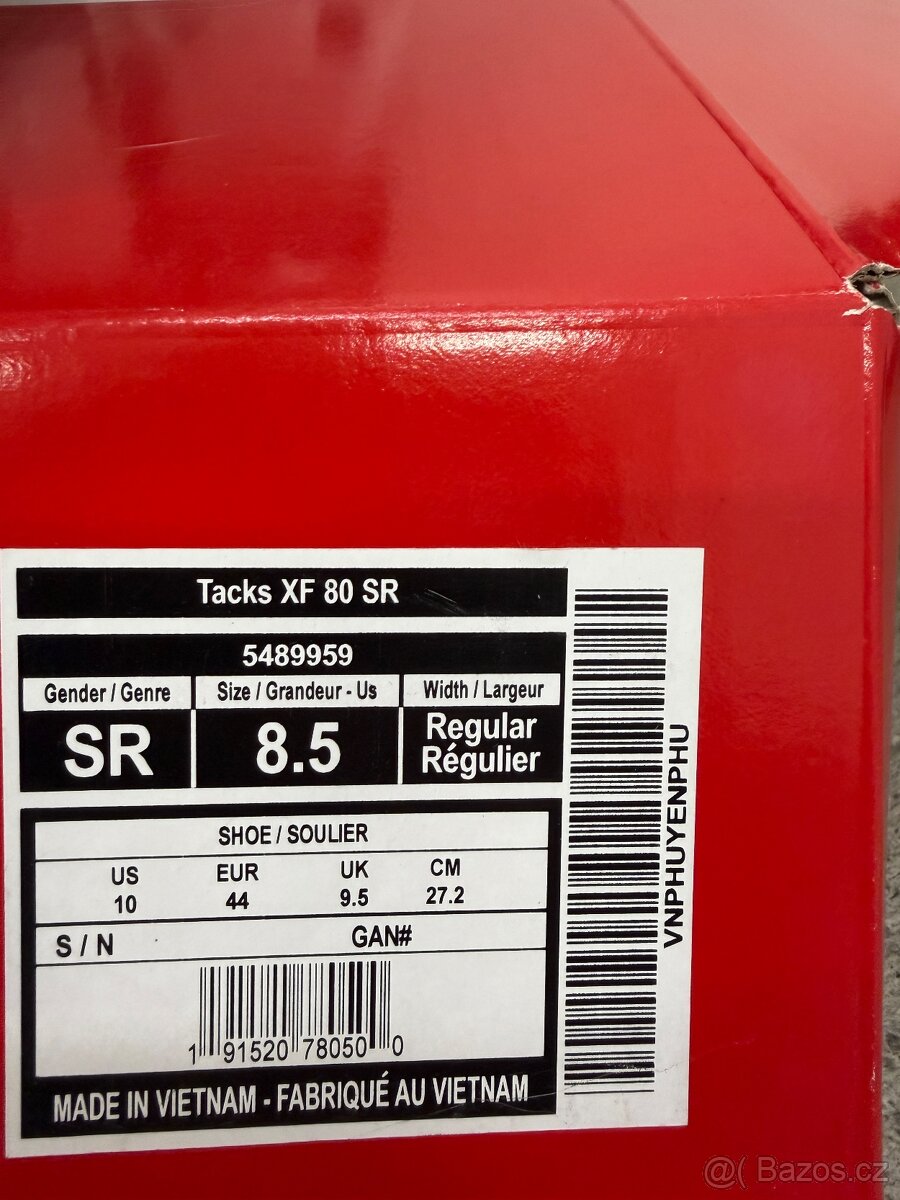 Tacks XF 80 SR
5489959
Gender / Genre Size / Grandeur - Us Width / Largeur
SR 8.5 Regular
Régulier
SHOE / SOULIER
US EUR UK CM
10 44 9.5 27.2
S / N GAN#
1 91520 78050 0
MADE IN VIETNAM - FABRIQUÉ AU VIETNAM
VNPHUYENPHU
@( Bazos.cz